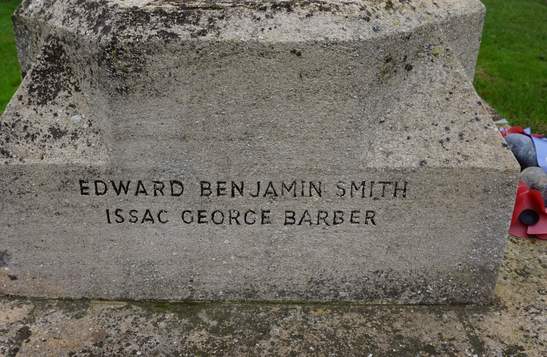 EDWARD BENJAMIN SMITH
ISSAC GEORGE BARBER